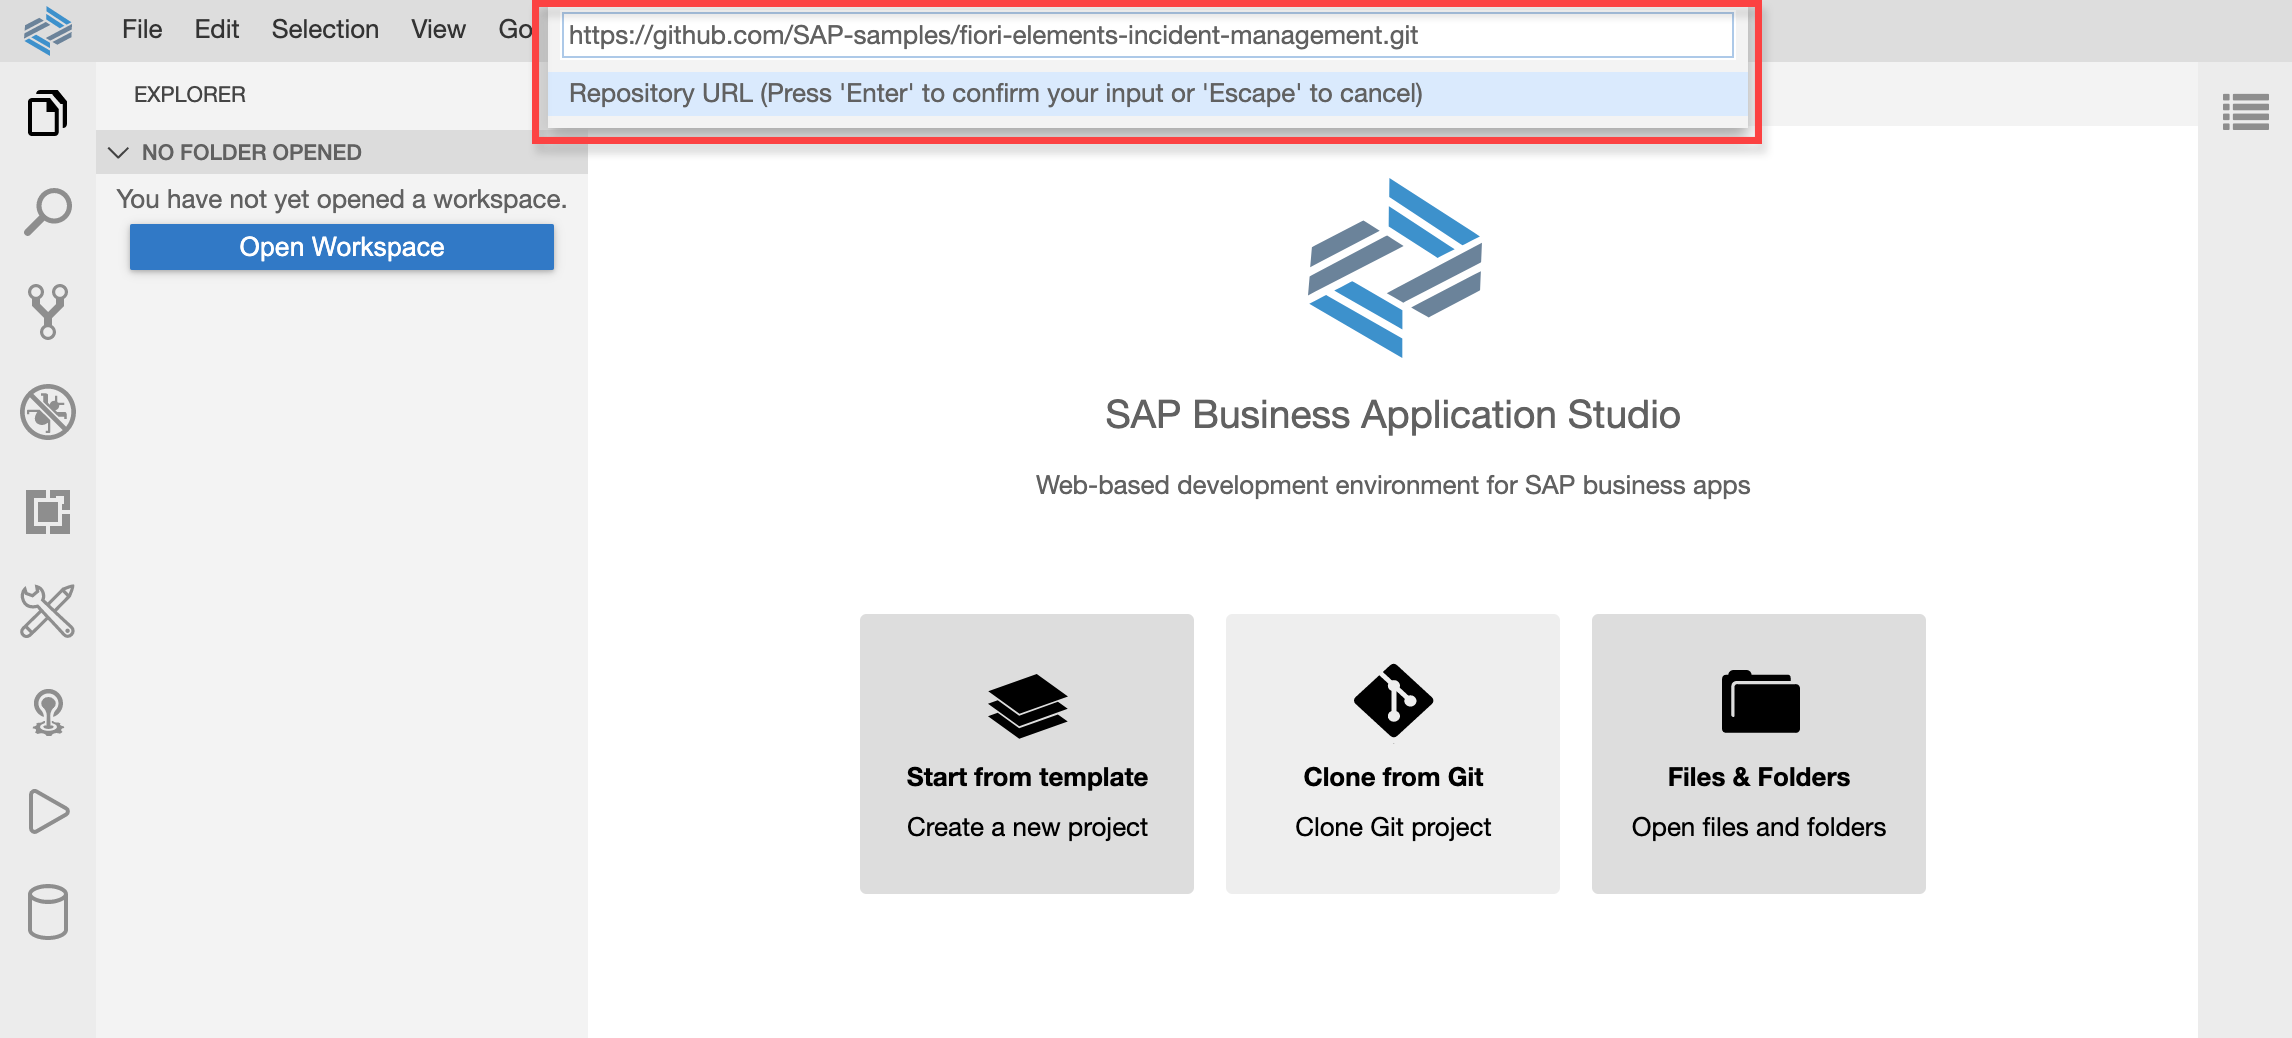 File Edit Selection View Go
https://github.com/SAP-samples/fiori-elements-incident-management.git
Repository URL (Press 'Enter' to confirm your input or 'Escape' to cancel)
EXPLORER
NO FOLDER OPENED
You have not yet opened a workspace.
Open Workspace
SAP Business Application Studio
Web-based development environment for SAP business apps
Start from template
Create a new project
Clone from Git
Clone Git project
Files & Folders
Open files and folders